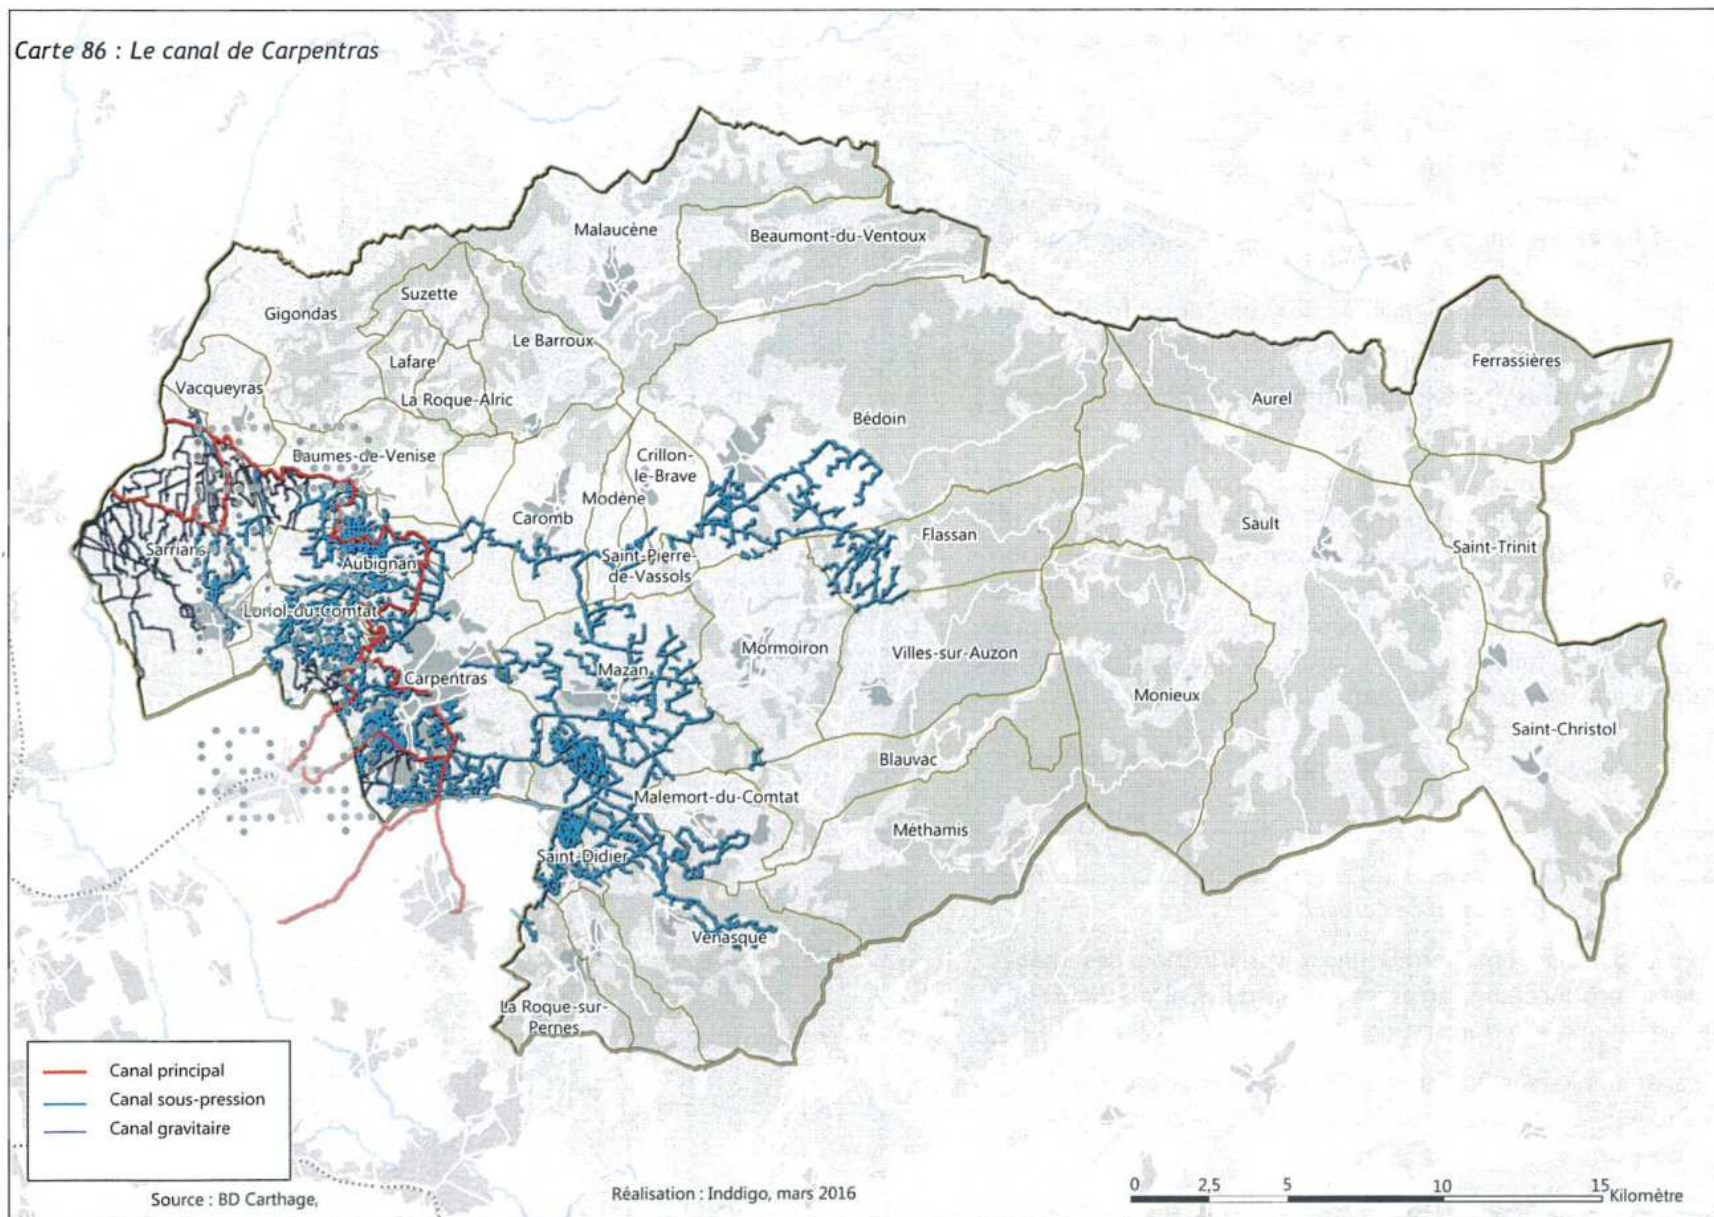 Carte 86 : Le canal de Carpentras
Malaucène
Beaumont-du-Ventoux
Suzette
Gigondas
Le Barroux
Lafare
Ferrassières
Vacqueyras
La Roque-Alric
Aurel
Bédoin
Beaumes-de-Venise
Crillon-
le-Brave
Modène
Caromb
Sault
Flassan
Saint-Trinit
Sarrians
Aubignan
Saint-Pierre-
de-Vassols
Loriol-du-Comtat
Mormoiron
Villes-sur-Auzon
Carpentras
Mazan
Monieux
Saint-Christol
Blauvac
Malemort-du-Comtat
Méthamis
Saint-Didier
Venasque
La Roque-sur-
Pernes
Canal principal
Canal sous-pression
Canal gravitaire
Source : BD Carthage,
Réalisation : Inddigo, mars 2016
0 2,5 5 10 15 Kilomètre